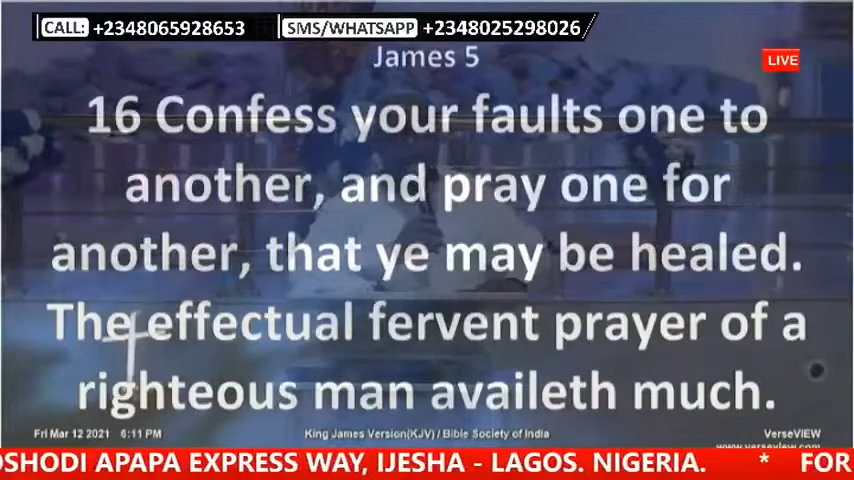 CALL: +2348065928653 SMS/WHATSAPP +2348025298026
James 5
LIVE
16 Confess your faults one to
another, and pray one for
another, that ye may be healed.
The effectual fervent prayer of a
righteous man availeth much.
Fri Mar 12 2021 6:11 PM King James Version(KJV) / Bible Society of India VerseVIEW
www.verseview.com
OSHODI APAPA EXPRESS WAY, IJESHA - LAGOS. NIGERIA. * FOR